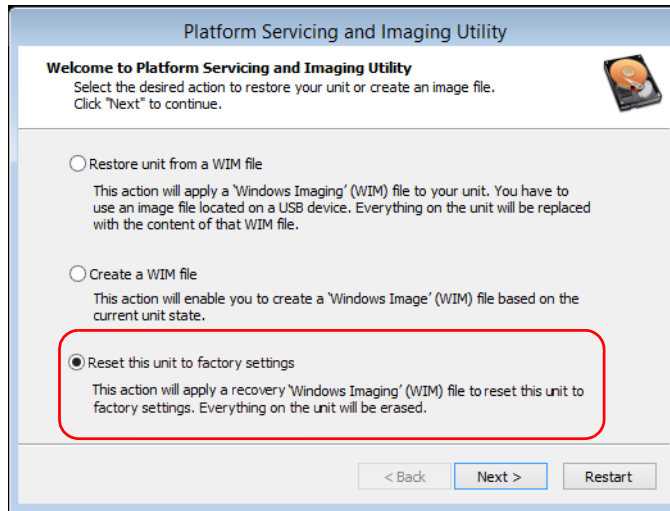 Platform Servicing and Imaging Utility
Welcome to Platform Servicing and Imaging Utility
Select the desired action to restore your unit or create an image file.
Click "Next" to continue.
Restore unit from a WIM file
This action will apply a 'Windows Imaging' (WIM) file to your unit. You have to
use an image file located on a USB device. Everything on the unit will be replaced
with the content of that WIM file.
Create a WIM file
This action will enable you to create a 'Windows Image' (WIM) file based on the
current unit state.
Reset this unit to factory settings
This action will apply a recovery 'Windows Imaging' (WIM) file to reset this unit to
factory settings. Everything on the unit will be erased.
< Back Next > Restart